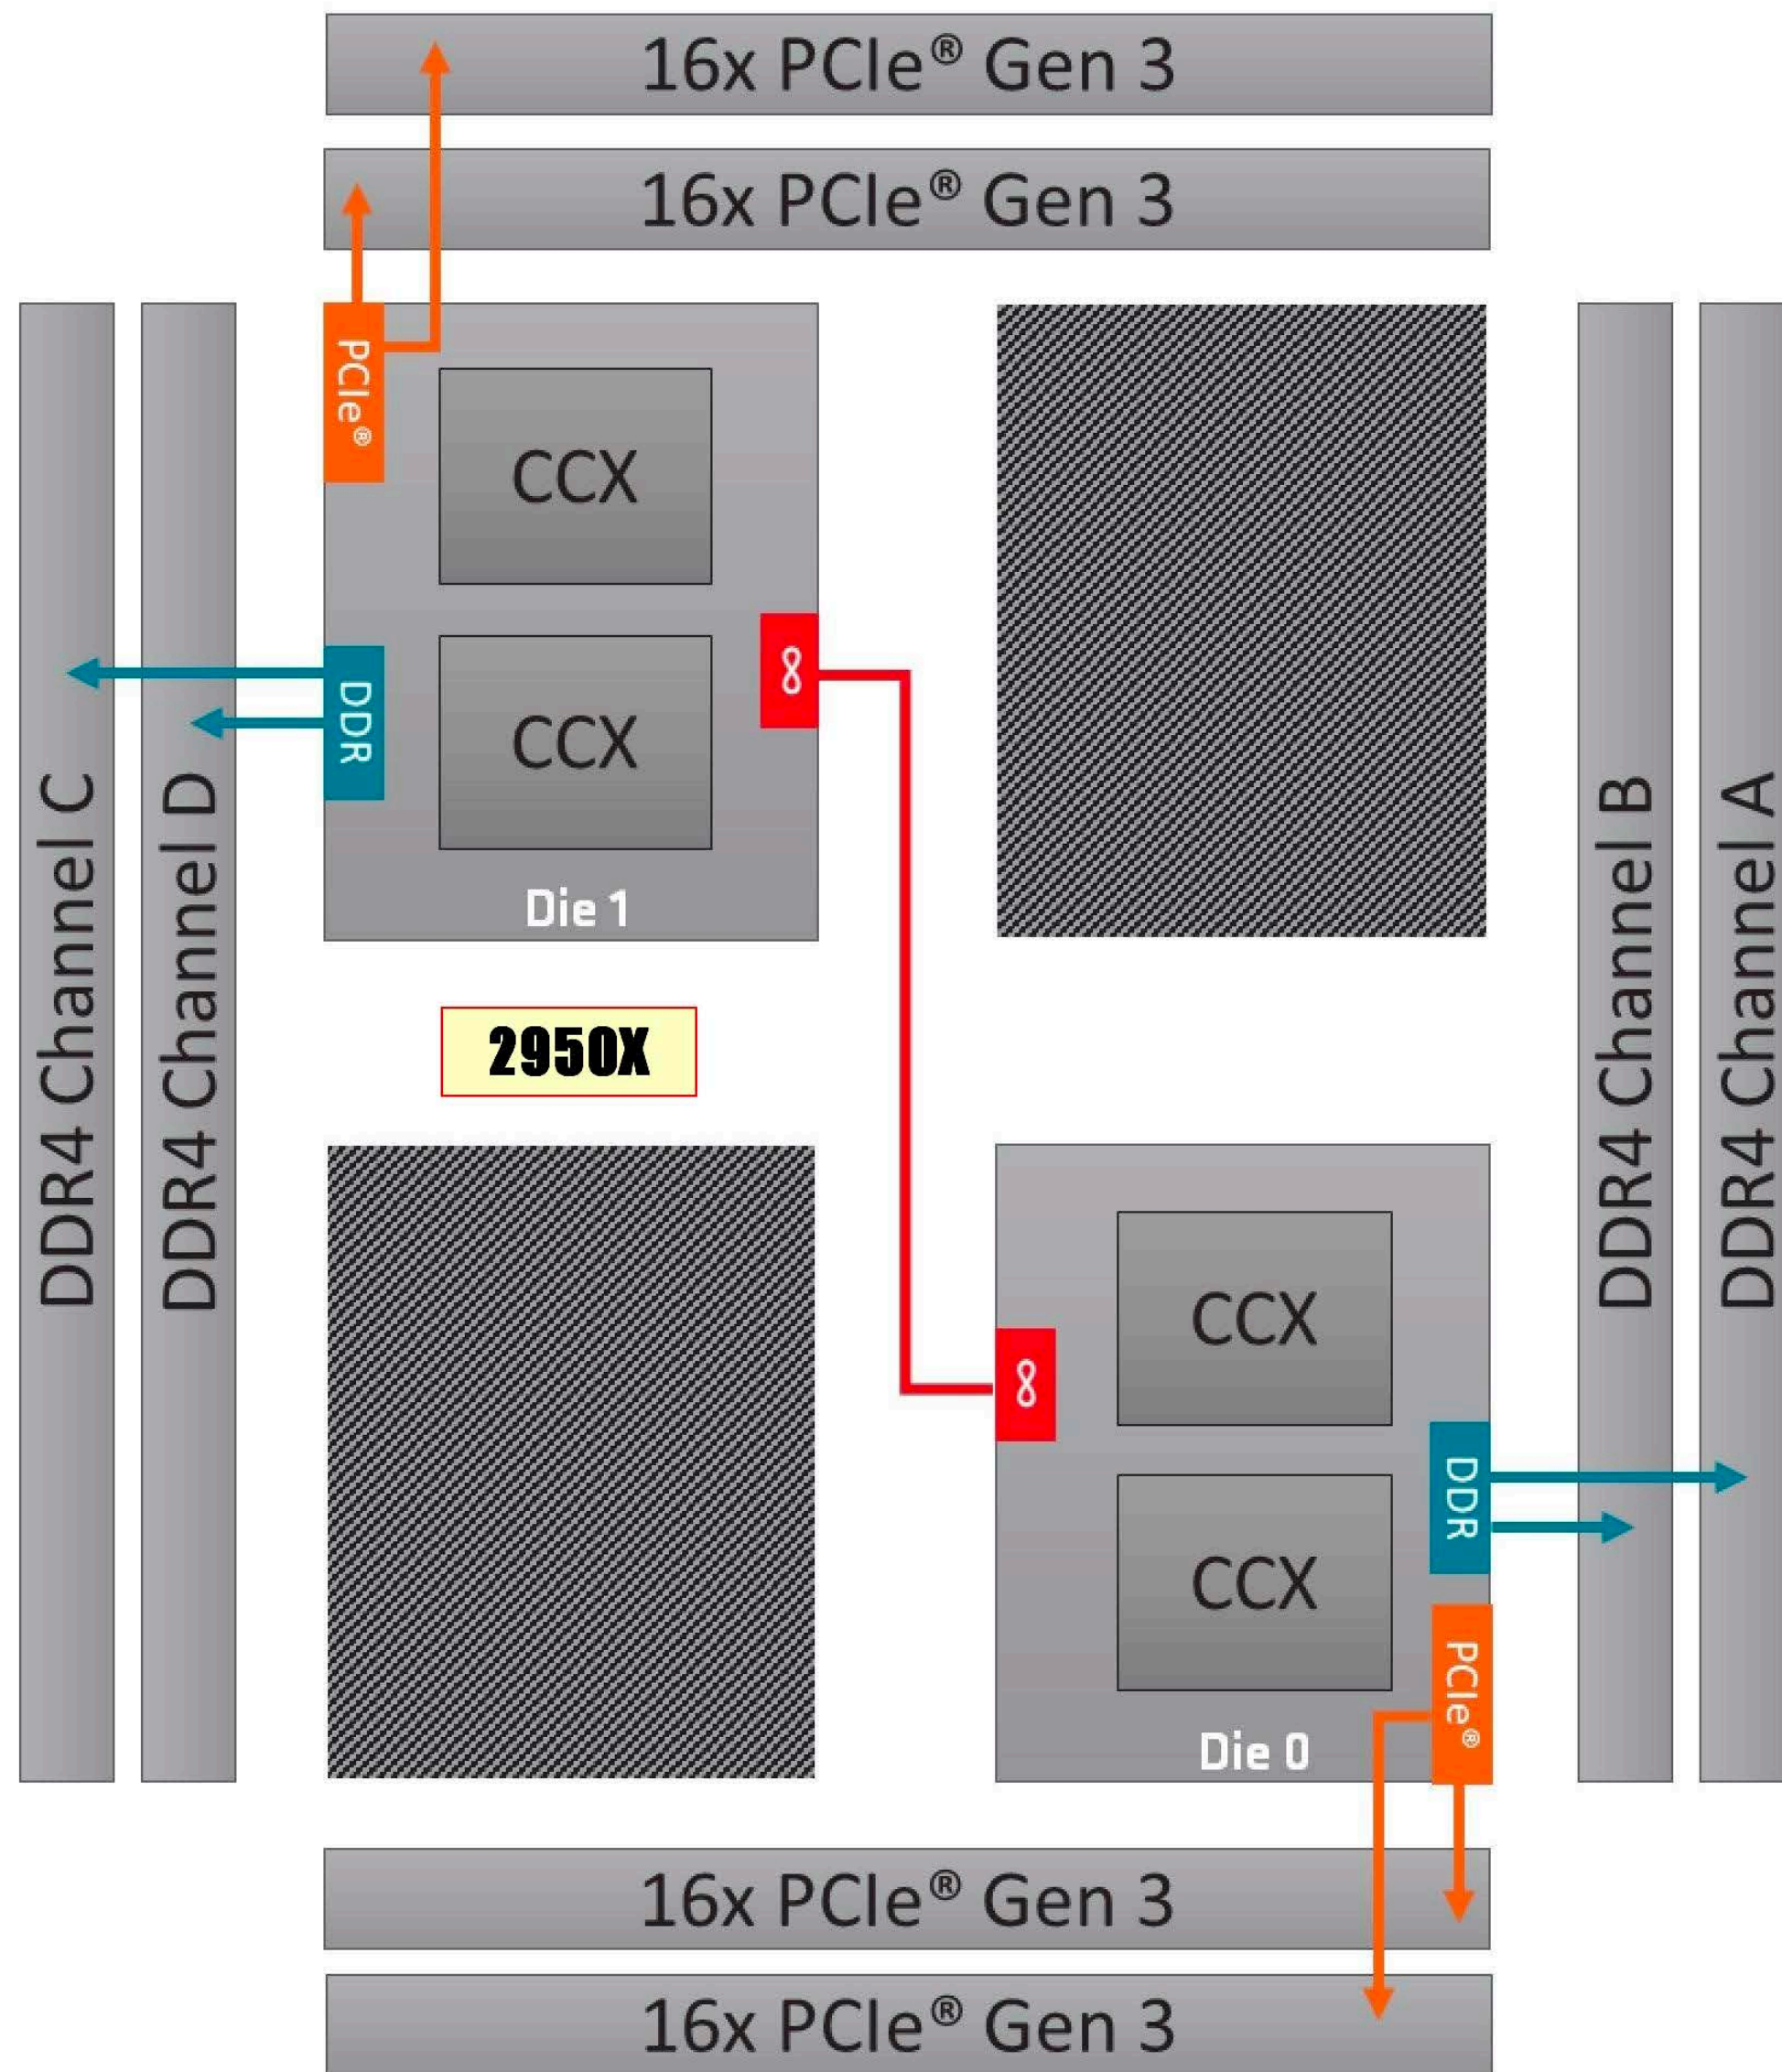 16x PCIe® Gen 3
16x PCIe® Gen 3
DDR4 Channel C
DDR4 Channel D
PCIe®
CCX
DDR
CCX
∞
Die 1
2950X
DDR4 Channel B
DDR4 Channel A
∞
CCX
DDR
CCX
PCIe®
Die 0
16x PCIe® Gen 3
16x PCIe® Gen 3